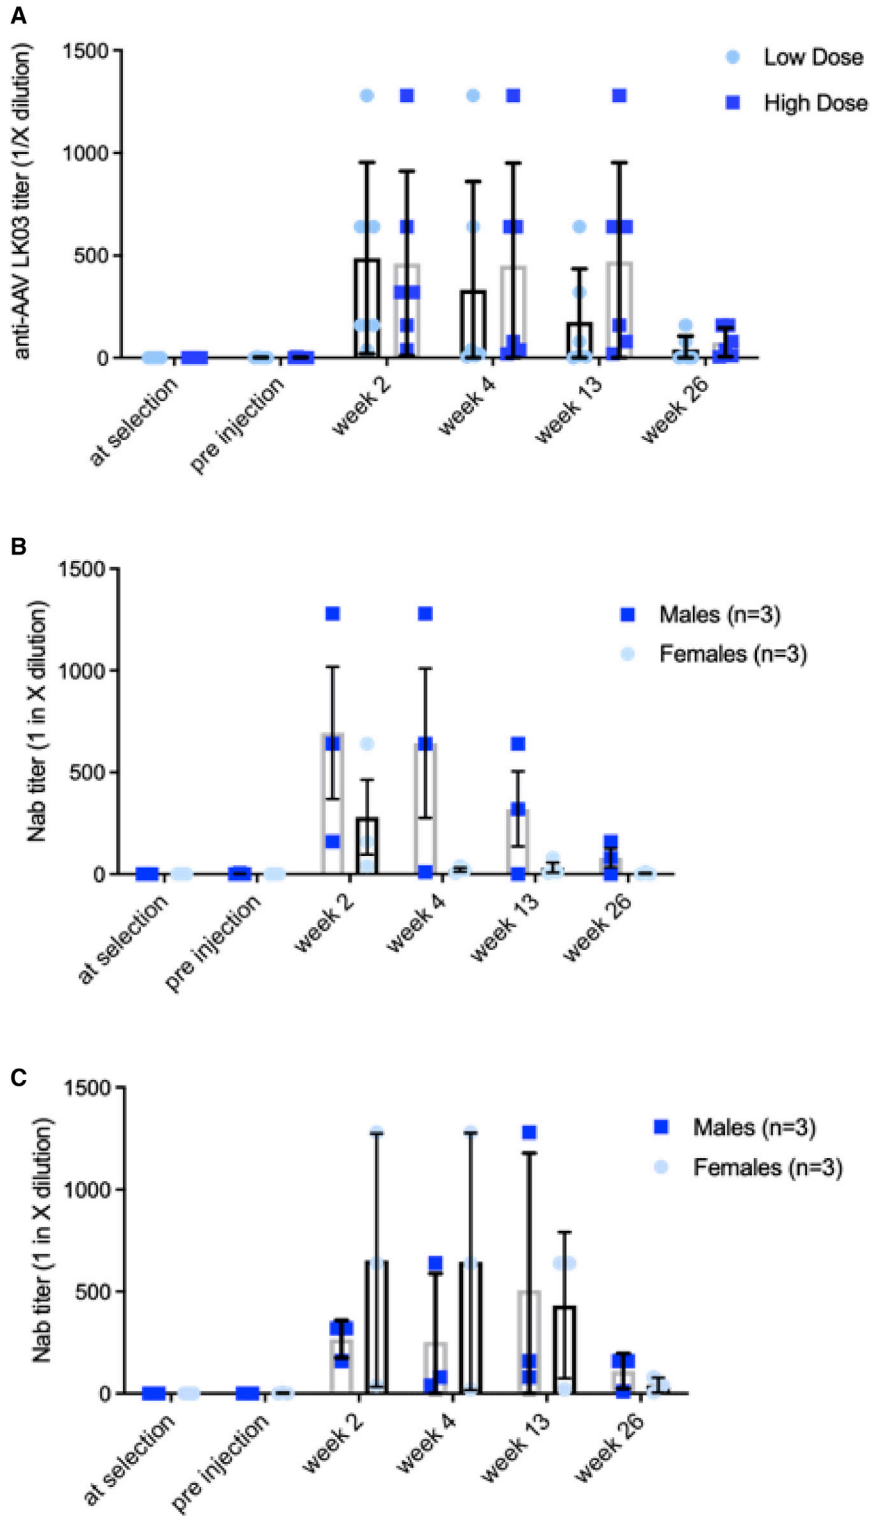 A
anti-AAV LK03 titer (1/X dilution)
1500
1000
500
0
Low Dose
High Dose
at selection
pre injection
week 2
week 4
week 13
week 26
B
Nab titer (1 in X dilution)
1500
1000
500
0
Males (n=3)
Females (n=3)
at selection
pre injection
week 2
week 4
week 13
week 26
C
Nab titer (1 in X dilution)
1500
1000
500
0
Males (n=3)
Females (n=3)
at selection
pre injection
week 2
week 4
week 13
week 26